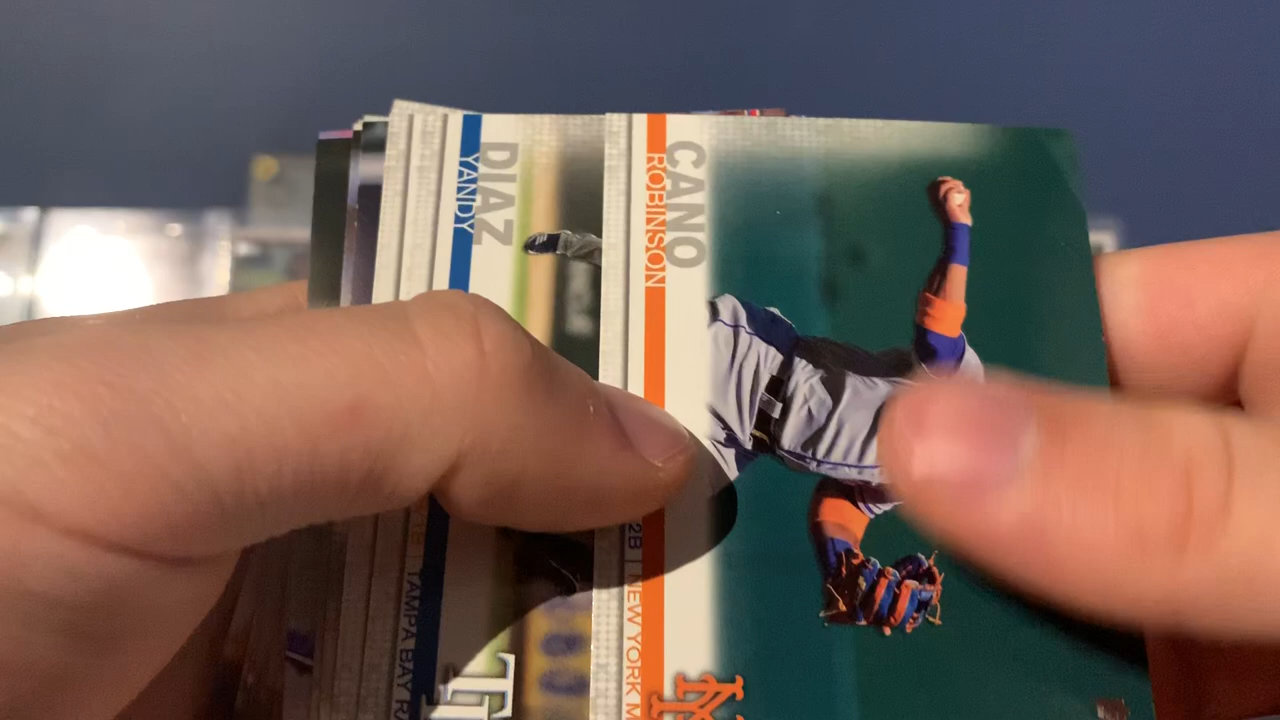 DIAZ
YANDY
TAMPA BAY
CANO
ROBINSON
2B | NEW YORK M